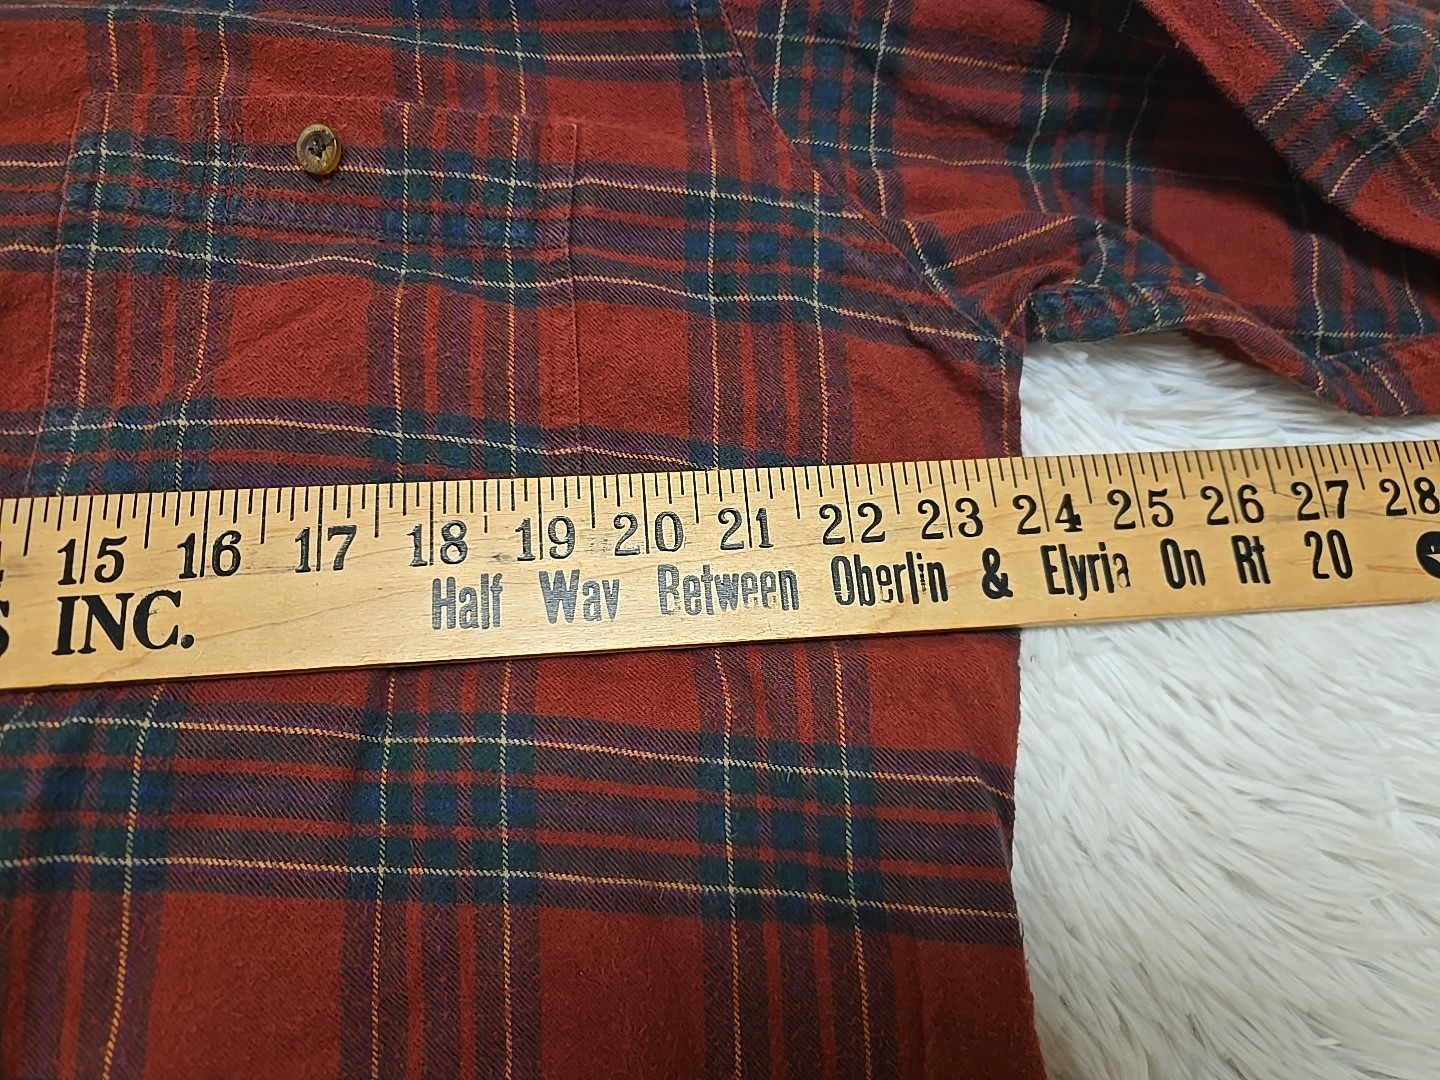 15 16 17 18 19 20 21 22 23 24 25 26 27 28
INC. Half Way Between Oberlin & Elyria On Rt 20